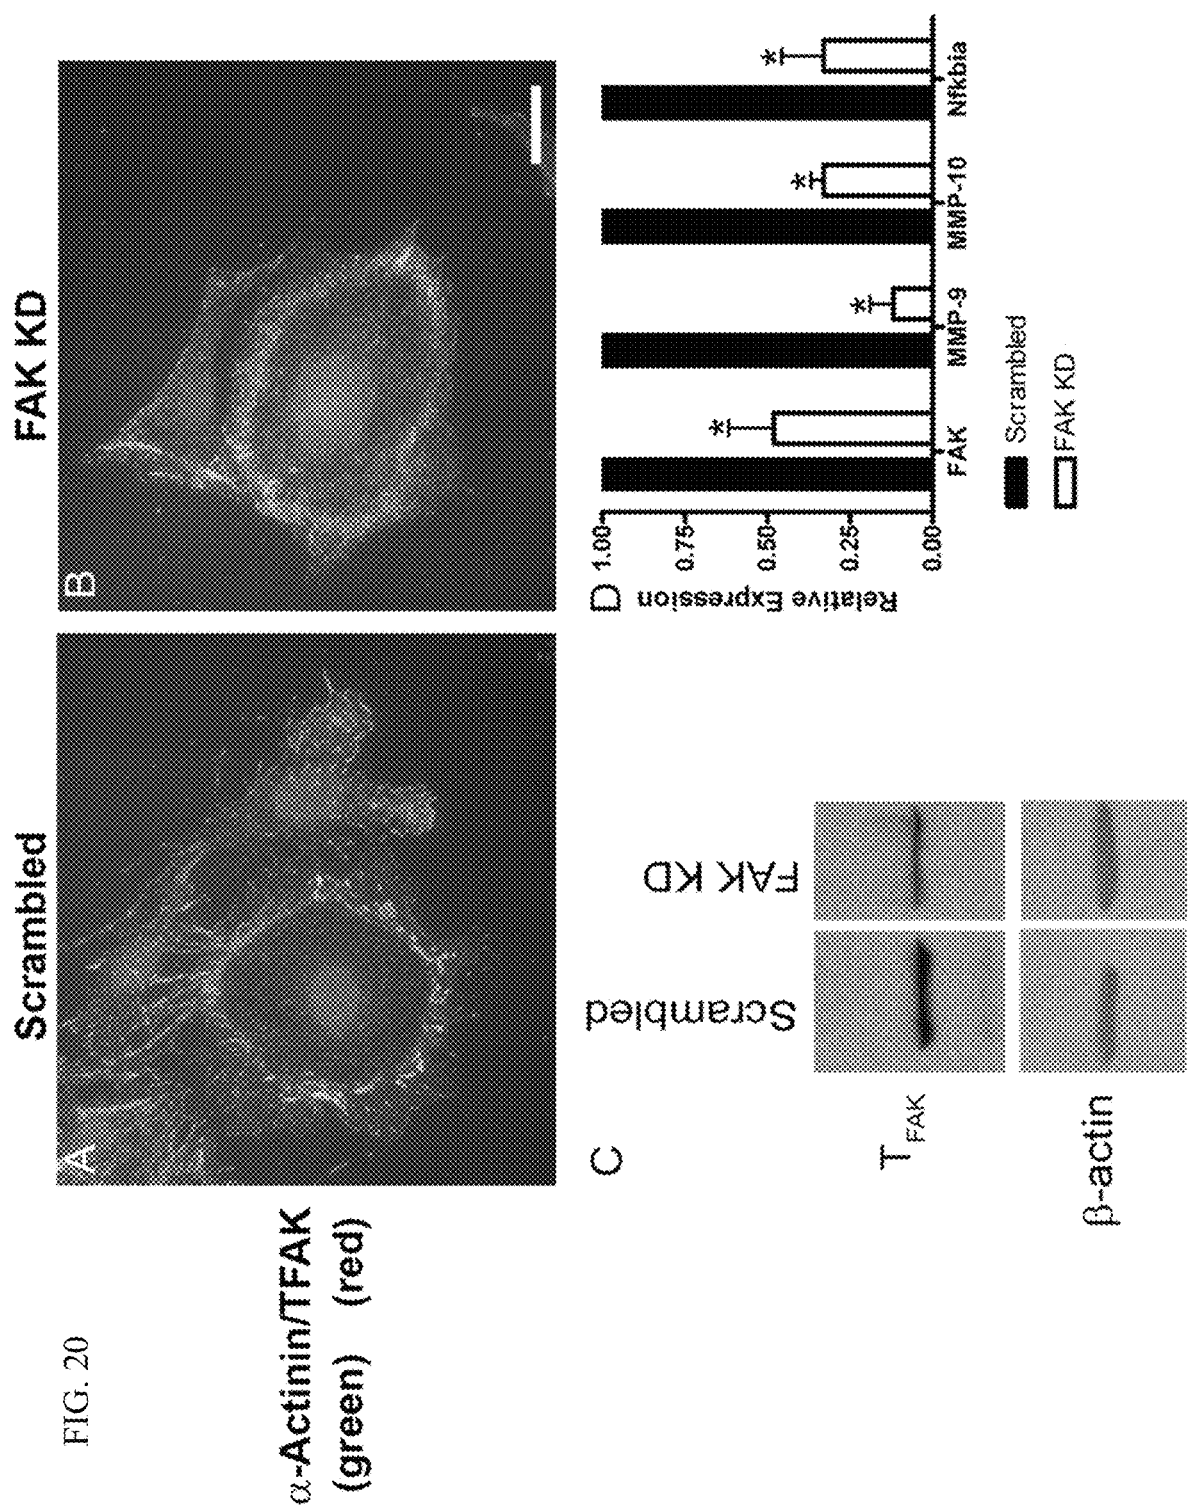 FIG. 20
Scrambled
FAK KD
α-Actinin/TFAK
(green) (red)
A
B
C
Scrambled
FAK KD
TFAK
β-actin
D
Relative Expression
1.00
0.75
0.50
0.25
0.00
*
*
*
*
FAK
MMP-9
MMP-10
Nfkbia
Scrambled
FAK KD